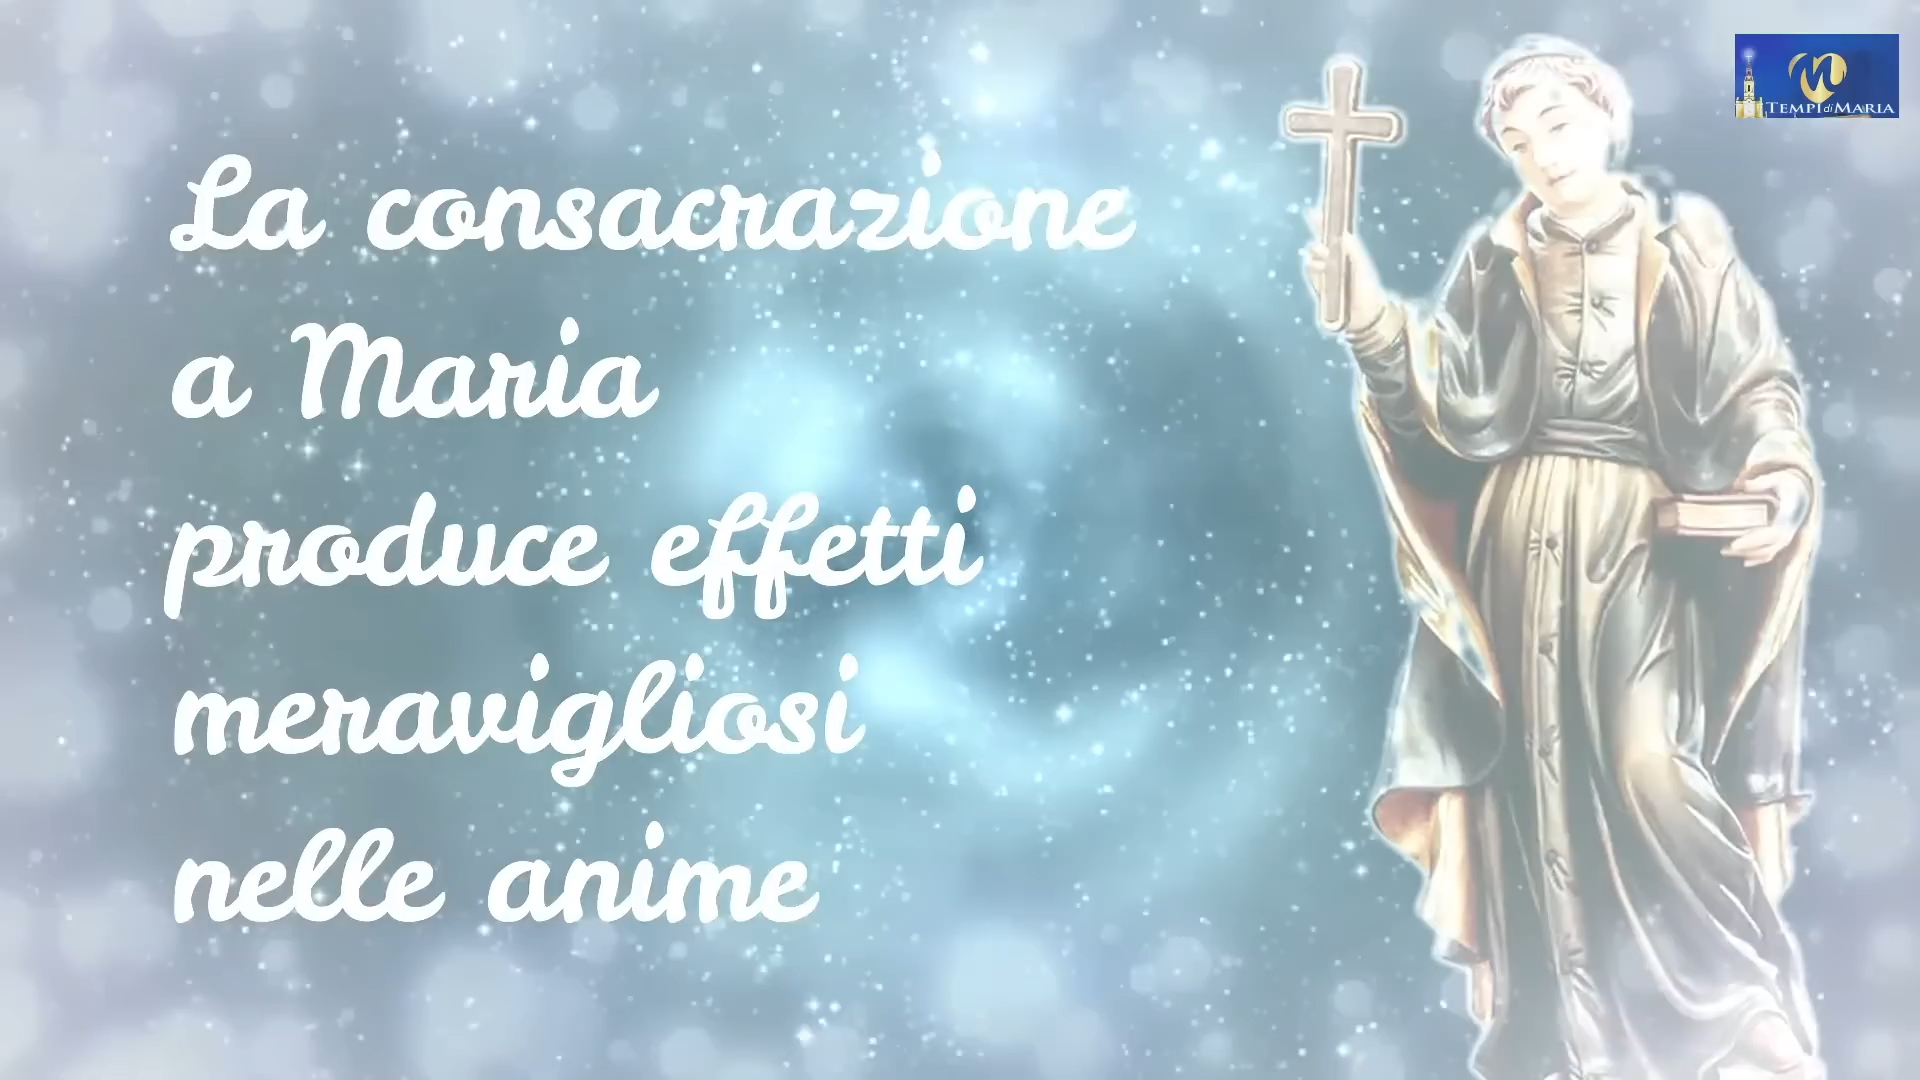 La consacrazione
a Maria
produce effetti
meravigliosi
nelle anime
TEMPI di MARIA